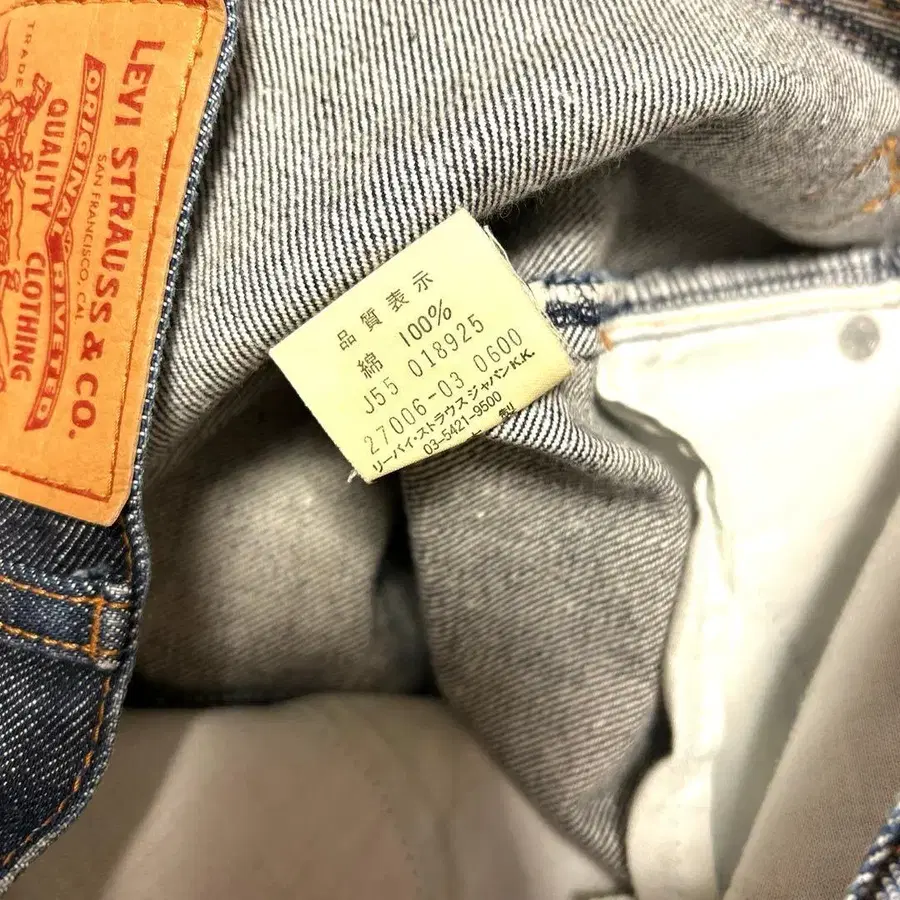 TRADE
LEVI STRAUSS & CO.
SAN FRANCISCO, CAL
ORIGINAL RIVETED
QUALITY CLOTHING
品質表示
綿 100%
J55 018925
27006-03 0600
リーバイ・ストラウス ジャパンK.K.
03-5421-9500
製